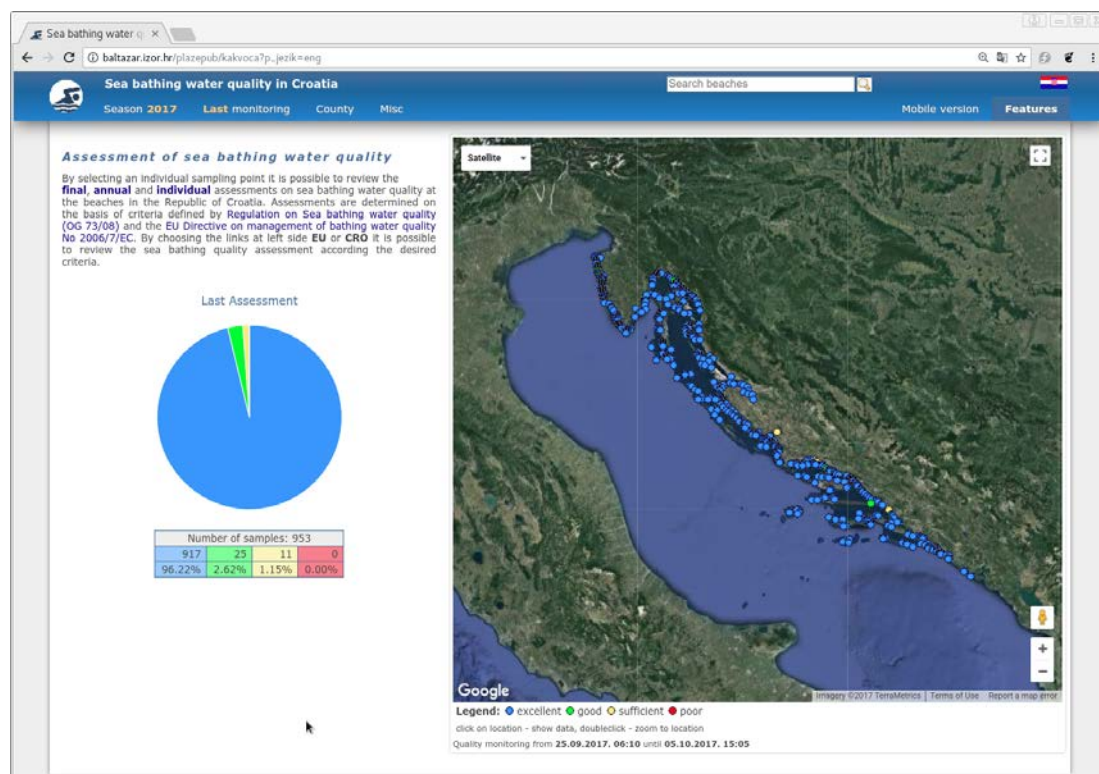 Sea bathing water q
baltazar.izor.hr/plazepub/kakvoca?p_jezik=eng
Sea bathing water quality in Croatia
Search beaches
Season 2017 Last monitoring County Misc
Mobile version Features
Assessment of sea bathing water quality
By selecting an individual sampling point it is possible to review the
final, annual and individual assessments on sea bathing water quality at
the beaches in the Republic of Croatia. Assessments are determined on
the basis of criteria defined by Regulation on Sea bathing water quality
(OG 73/08) and the EU Directive on management of bathing water quality
No 2006/7/EC. By choosing the links at left side EU or CRO it is possible
to review the sea bathing quality assessment according the desired
criteria.
Last Assessment
Number of samples: 953
917 25 11 0
96.22% 2.62% 1.15% 0.00%
Satellite
Google
Imagery ©2017 TerraMetrics Terms of Use Report a map error
Legend: excellent good sufficient poor
click on location - show data, doubleclick - zoom to location
Quality monitoring from 25.09.2017. 06:10 until 05.10.2017. 15:05